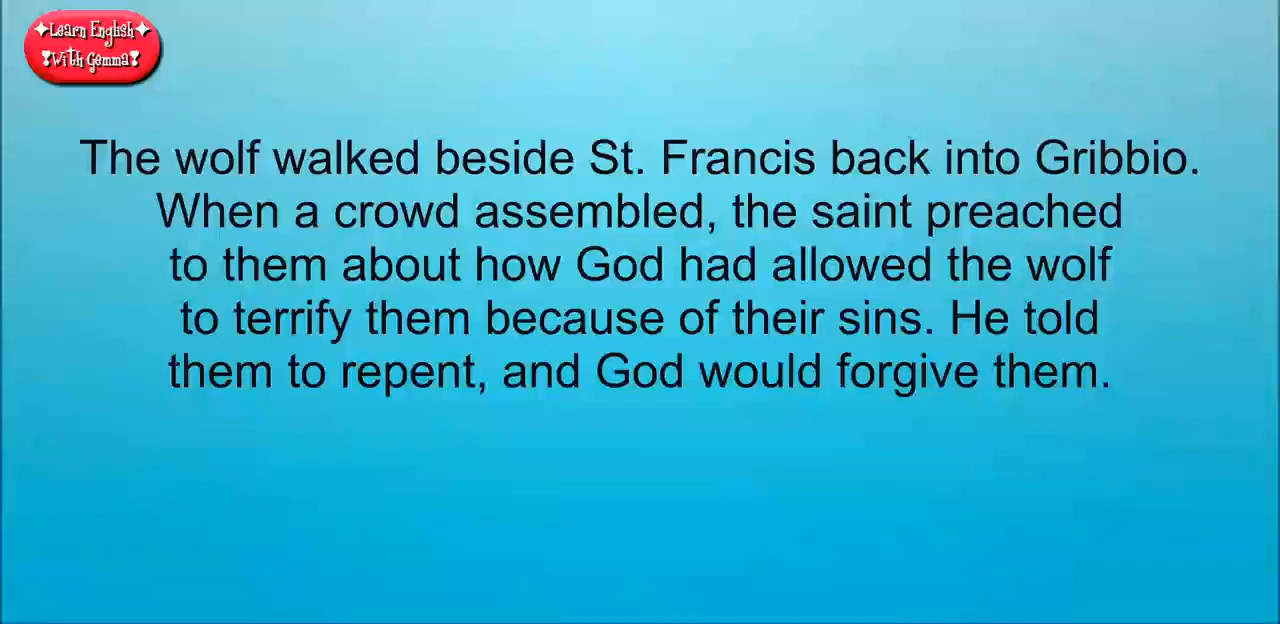 Learn English
With Gemma
The wolf walked beside St. Francis back into Gribbio.
When a crowd assembled, the saint preached
to them about how God had allowed the wolf
to terrify them because of their sins. He told
them to repent, and God would forgive them.